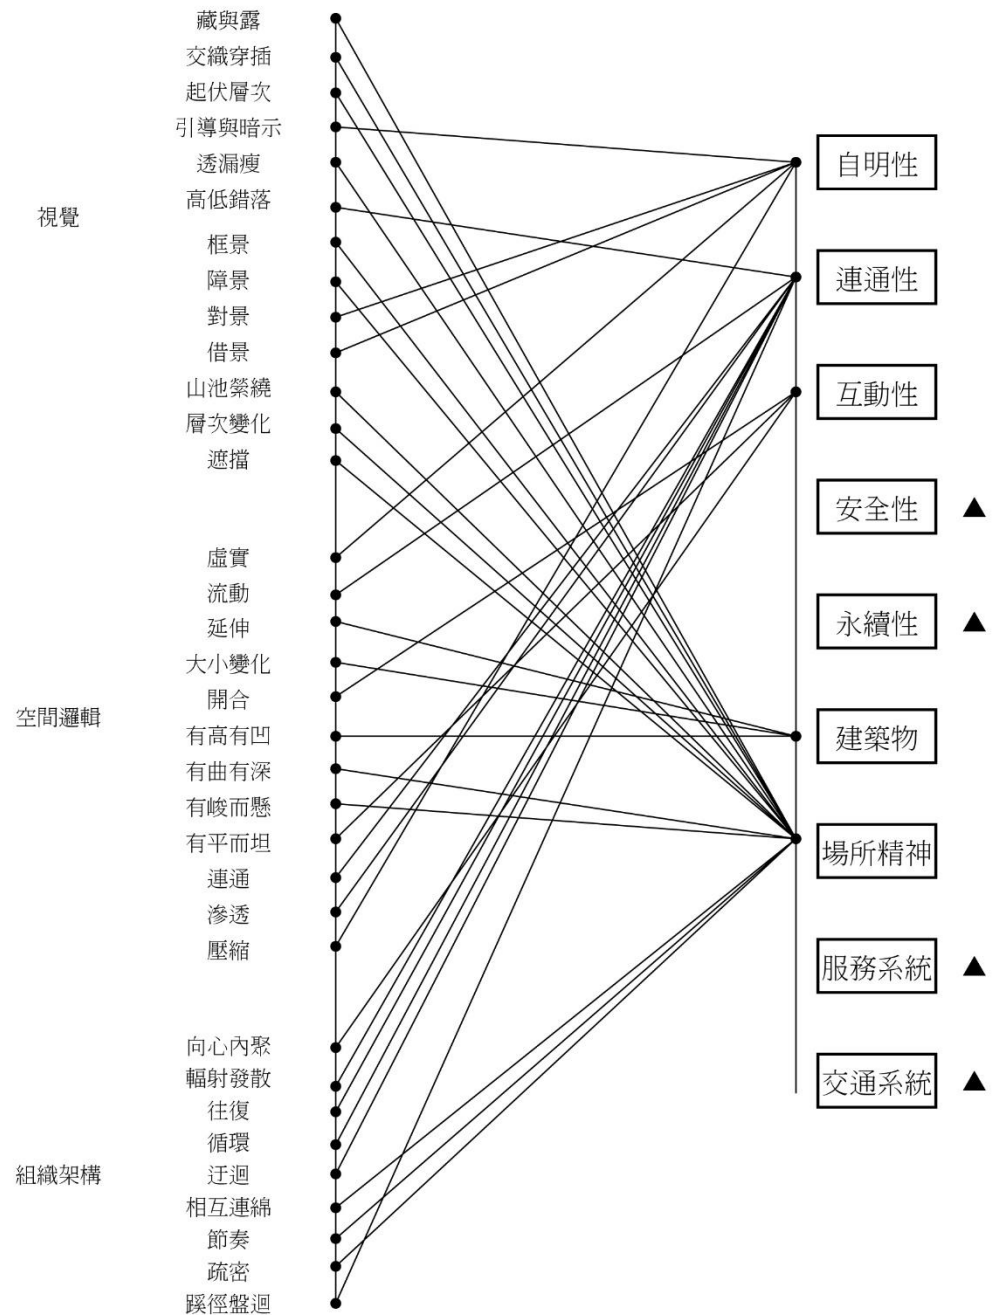 視覺
藏與露
交織穿插
起伏層次
引導與暗示
透漏瘦
高低錯落
框景
障景
對景
借景
山池縈繞
層次變化
遮擋
空間邏輯
虛實
流動
延伸
大小變化
開合
有高有凹
有曲有深
有峻而懸
有平而坦
連通
滲透
壓縮
組織架構
向心內聚
輻射發散
往復
循環
迂迴
相互連綿
節奏
疏密
蹊徑盤迴
自明性
連通性
互動性
安全性 ▲
永續性 ▲
建築物
場所精神
服務系統 ▲
交通系統 ▲